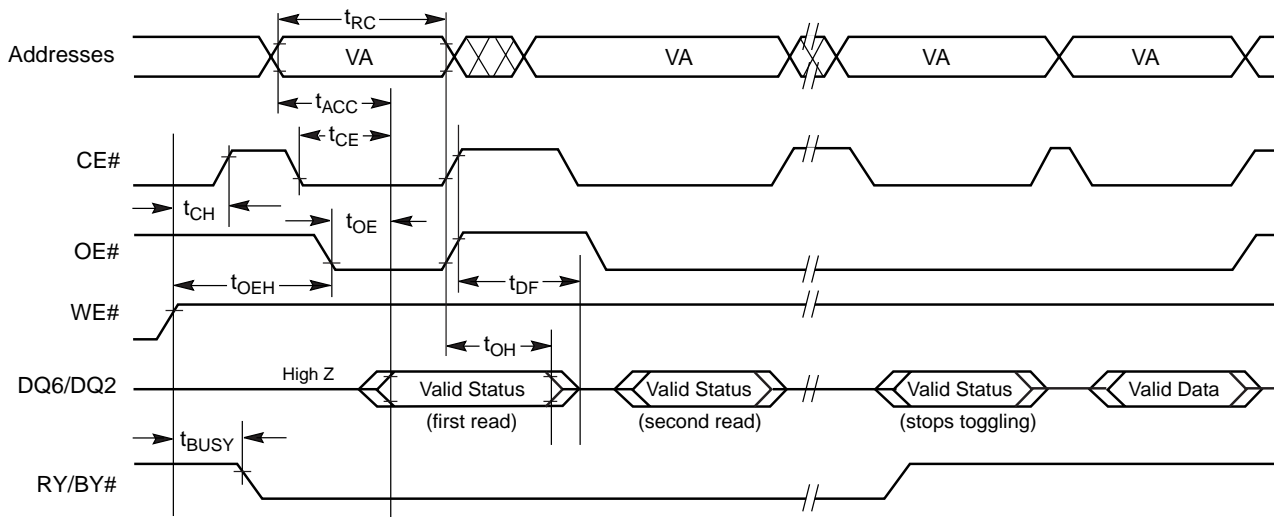 tRC
Addresses VA VA VA VA
tACC
tCE
CE#
tCH tOE
OE#
tOEH tDF
WE#
tOH
DQ6/DQ2 High Z Valid Status Valid Status Valid Status Valid Data
(first read) (second read) (stops toggling)
tBUSY
RY/BY#